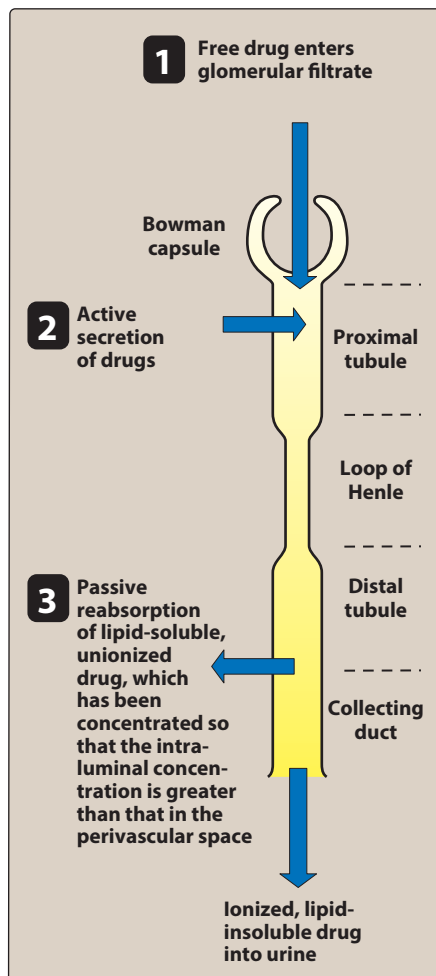 1
Free drug enters
glomerular filtrate
Bowman
capsule
2
Active
secretion
of drugs
Proximal
tubule
Loop of
Henle
3
Passive
reabsorption
of lipid-soluble,
unionized
drug, which
has been
concentrated so
that the intra-
luminal concen-
tration is greater
than that in the
perivascular space
Distal
tubule
Collecting
duct
Ionized, lipid-
insoluble drug
into urine